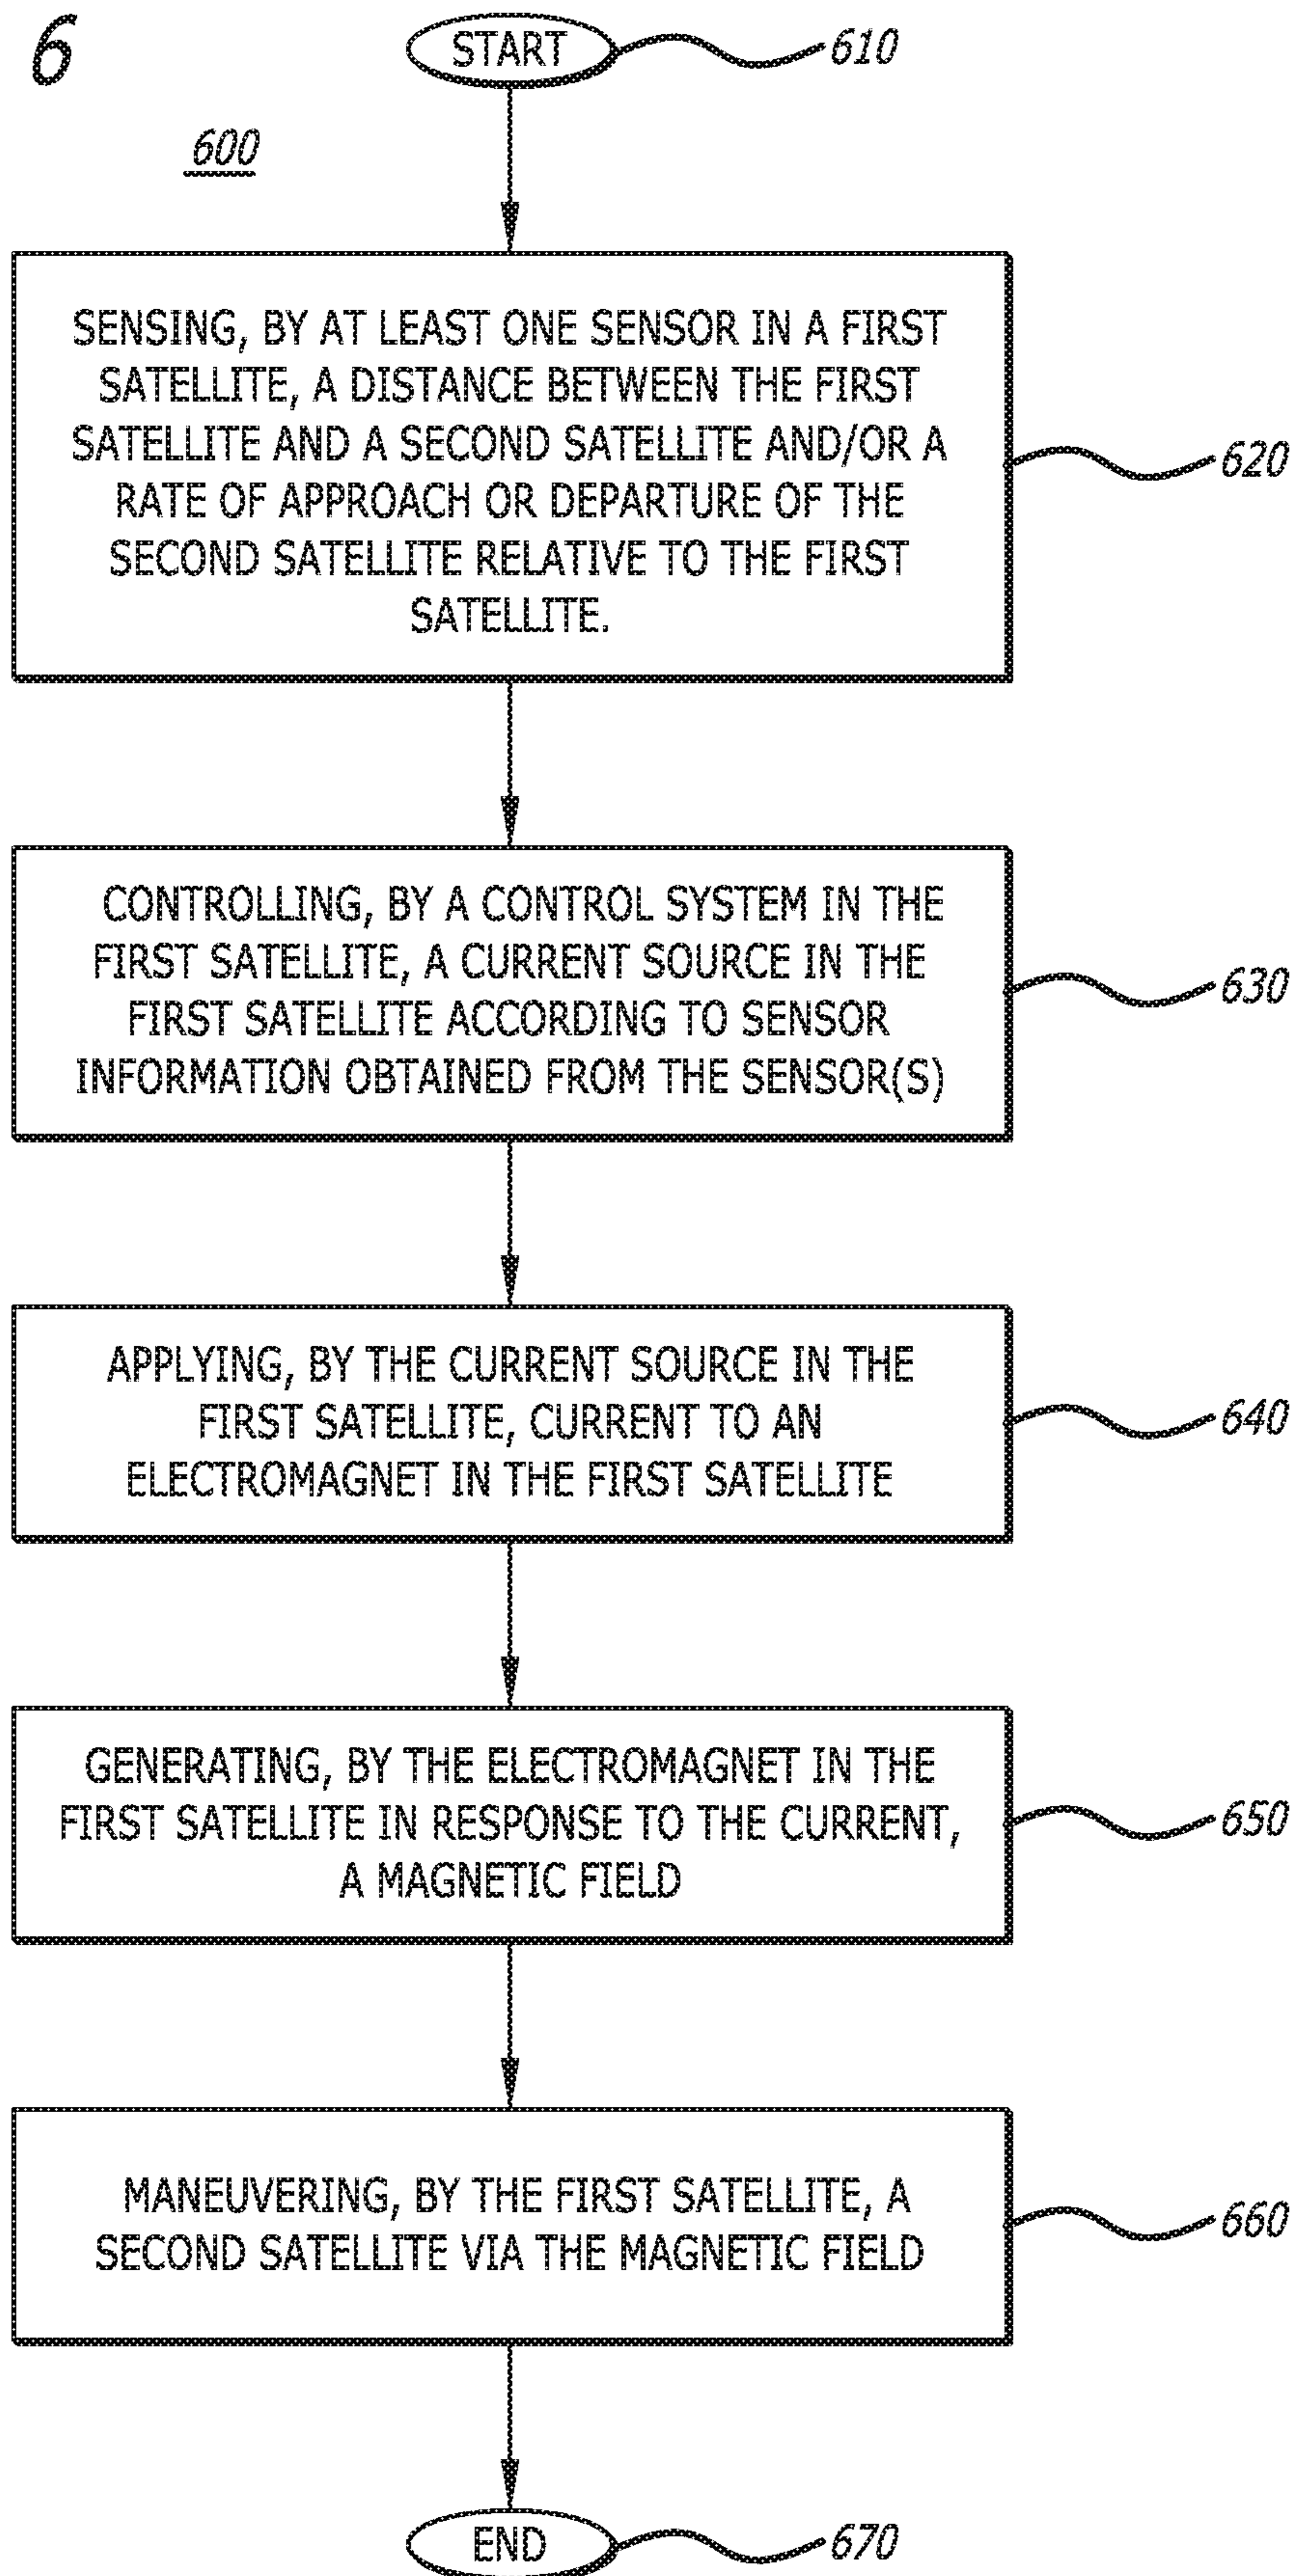 6
START
610
600
SENSING, BY AT LEAST ONE SENSOR IN A FIRST
SATELLITE, A DISTANCE BETWEEN THE FIRST
SATELLITE AND A SECOND SATELLITE AND/OR A
RATE OF APPROACH OR DEPARTURE OF THE
SECOND SATELLITE RELATIVE TO THE FIRST
SATELLITE.
620
CONTROLLING, BY A CONTROL SYSTEM IN THE
FIRST SATELLITE, A CURRENT SOURCE IN THE
FIRST SATELLITE ACCORDING TO SENSOR
INFORMATION OBTAINED FROM THE SENSOR(S)
630
APPLYING, BY THE CURRENT SOURCE IN THE
FIRST SATELLITE, CURRENT TO AN
ELECTROMAGNET IN THE FIRST SATELLITE
640
GENERATING, BY THE ELECTROMAGNET IN THE
FIRST SATELLITE IN RESPONSE TO THE CURRENT,
A MAGNETIC FIELD
650
MANEUVERING, BY THE FIRST SATELLITE, A
SECOND SATELLITE VIA THE MAGNETIC FIELD
660
END
670